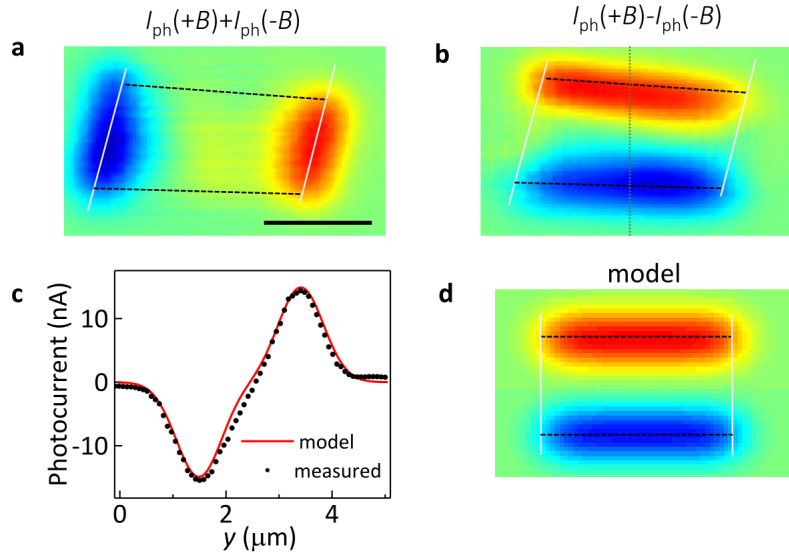 Iph(+B)+Iph(-B)
Iph(+B)-Iph(-B)
a
b
c
model
d
Photocurrent (nA)
10
0
-10
model
measured
0
2
4
y (μm)